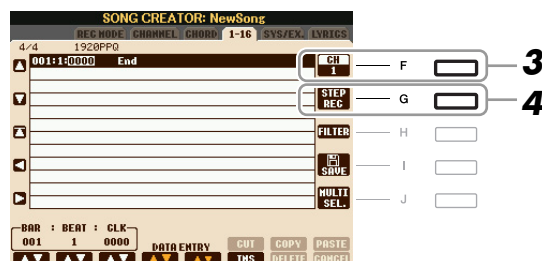 SONG CREATOR: NewSong
REC MODE CHANNEL CHORD 1-16 SYS/EX. LYRICS
4/4 1920PPQ
001:1:0000 End
CH 1
F
3
STEP REC
G
4
FILTER
H
SAVE
I
MULTI SEL.
J
BAR : BEAT : CLK
001 1 0000
DATA ENTRY
CUT COPY PASTE
INS DELETE CANCEL